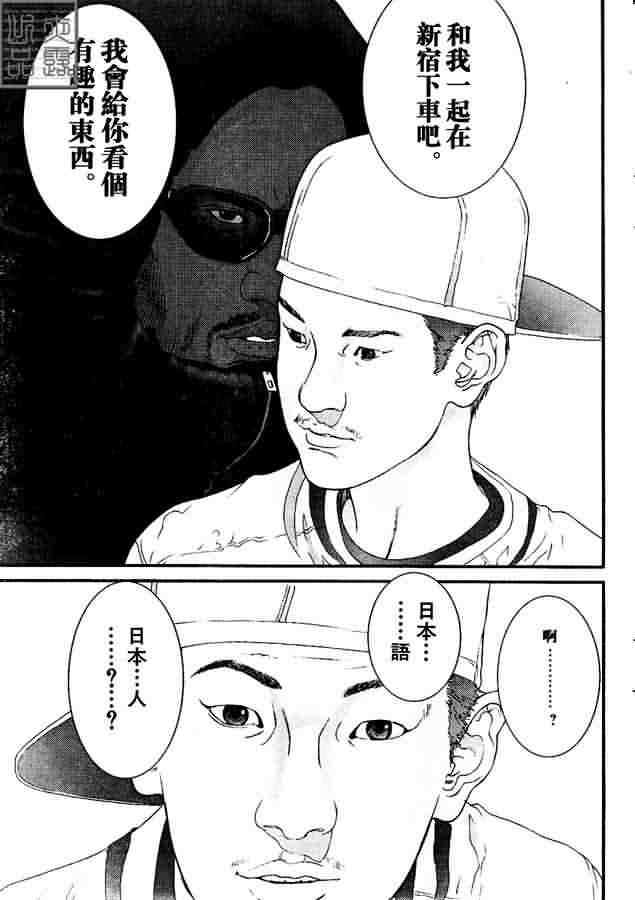 和我一起在
新宿下車吧。
我會給你看個
有趣的東西。
啊………?
日本…
……語
日本…人
……?…?